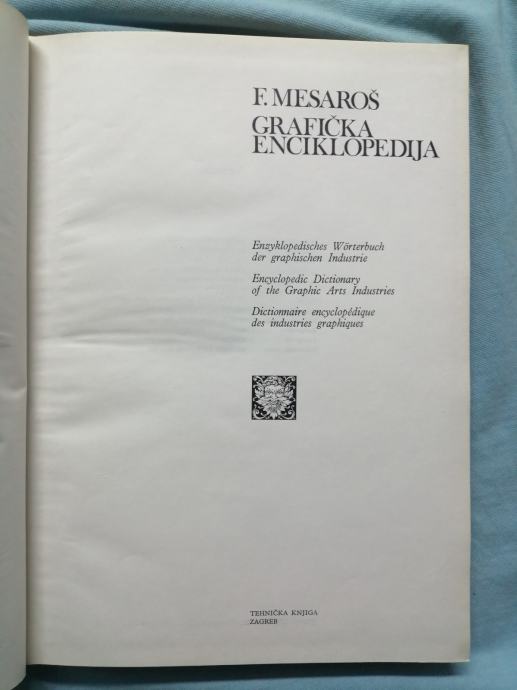 F. MESAROŠ
GRAFIČKA
ENCIKLOPEDIJA
Enzyklopedisches Wörterbuch
der graphischen Industrie
Encyclopedic Dictionary
of the Graphic Arts Industries
Dictionnaire encyclopédique
des industries graphiques
TEHNIČKA KNJIGA
ZAGREB